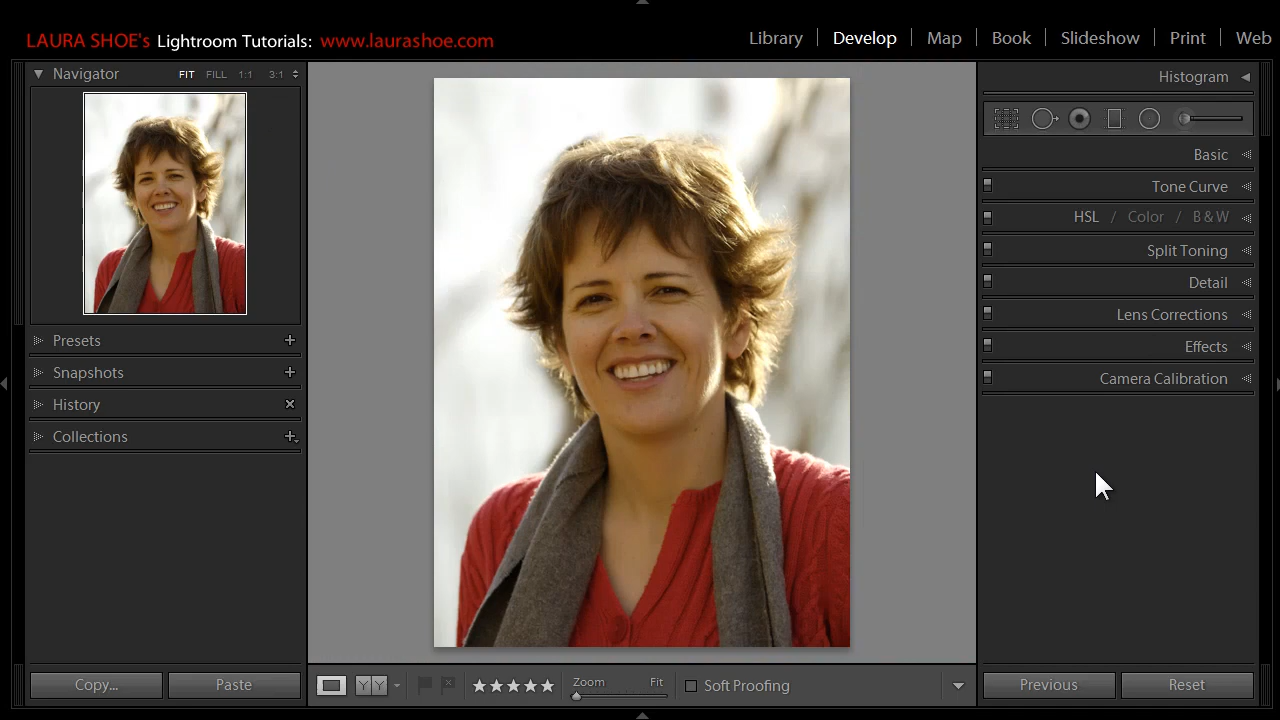 LAURA SHOE's Lightroom Tutorials: www.laurashoe.com
Library | Develop | Map | Book | Slideshow | Print | Web
Navigator FIT FILL 1:1 3:1
Presets
Snapshots
History
Collections
Copy... Paste
YY
Zoom Fit
Soft Proofing
Histogram
Basic
Tone Curve
HSL / Color / B & W
Split Toning
Detail
Lens Corrections
Effects
Camera Calibration
Previous Reset